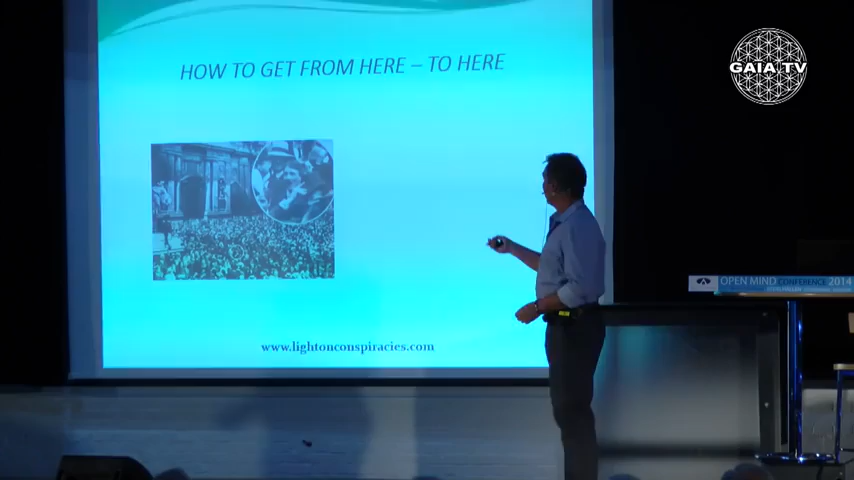 GAIA.TV
HOW TO GET FROM HERE – TO HERE
www.lightonconspiracies.com
OPEN MIND CONFERENCE 2014